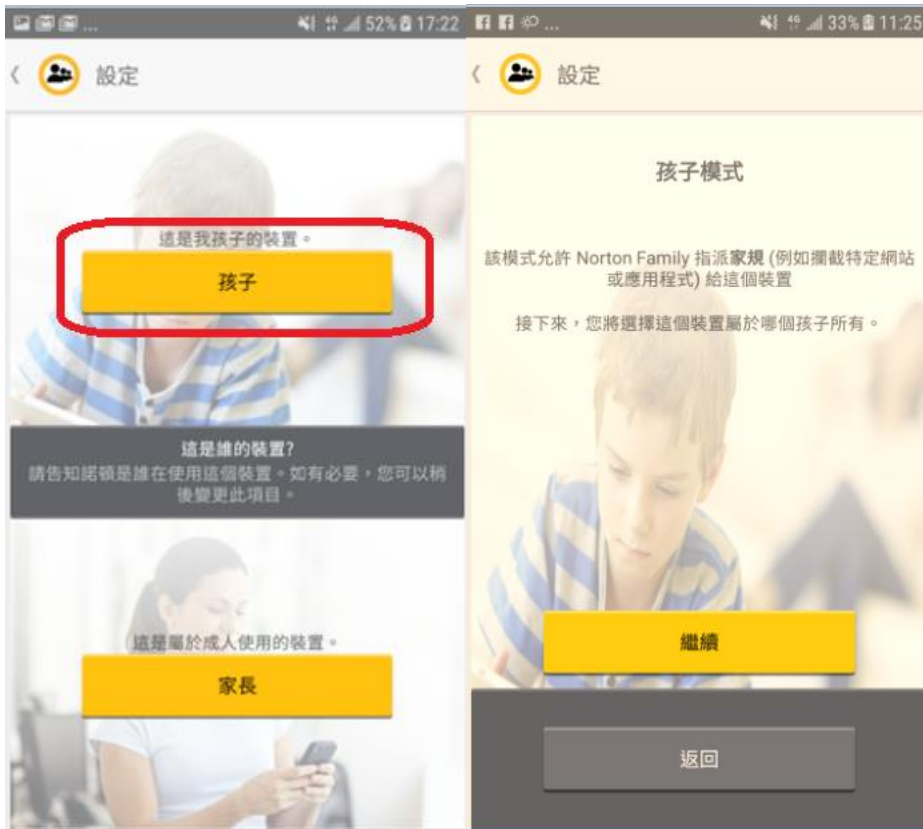 ... 52% 17:22
設定
這是我孩子的裝置。
孩子
這是誰的裝置?
請告知諾頓是誰在使用這個裝置。如有必要，您可以稍
後變更此項目。
這是屬於成人使用的裝置。
家長
... 4G 33% 11:25
設定
孩子模式
該模式允許 Norton Family 指派家規 (例如攔截特定網站
或應用程式) 給這個裝置
接下來，您將選擇這個裝置屬於哪個孩子所有。
繼續
返回